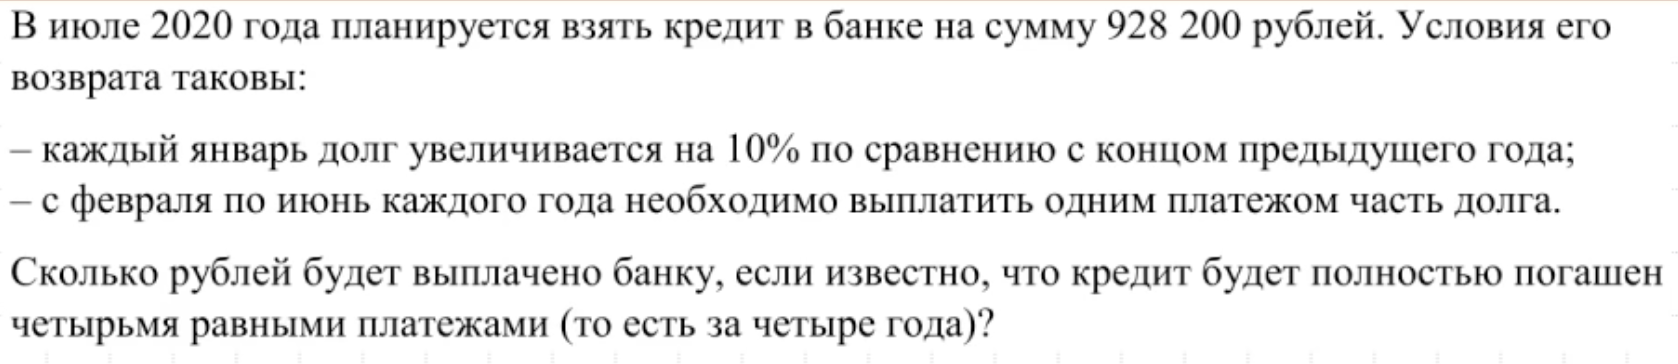 В июле 2020 года планируется взять кредит в банке на сумму 928 200 рублей. Условия его
возврата таковы:
– каждый январь долг увеличивается на 10% по сравнению с концом предыдущего года;
– с февраля по июнь каждого года необходимо выплатить одним платежом часть долга.
Сколько рублей будет выплачено банку, если известно, что кредит будет полностью погашен
четырьмя равными платежами (то есть за четыре года)?